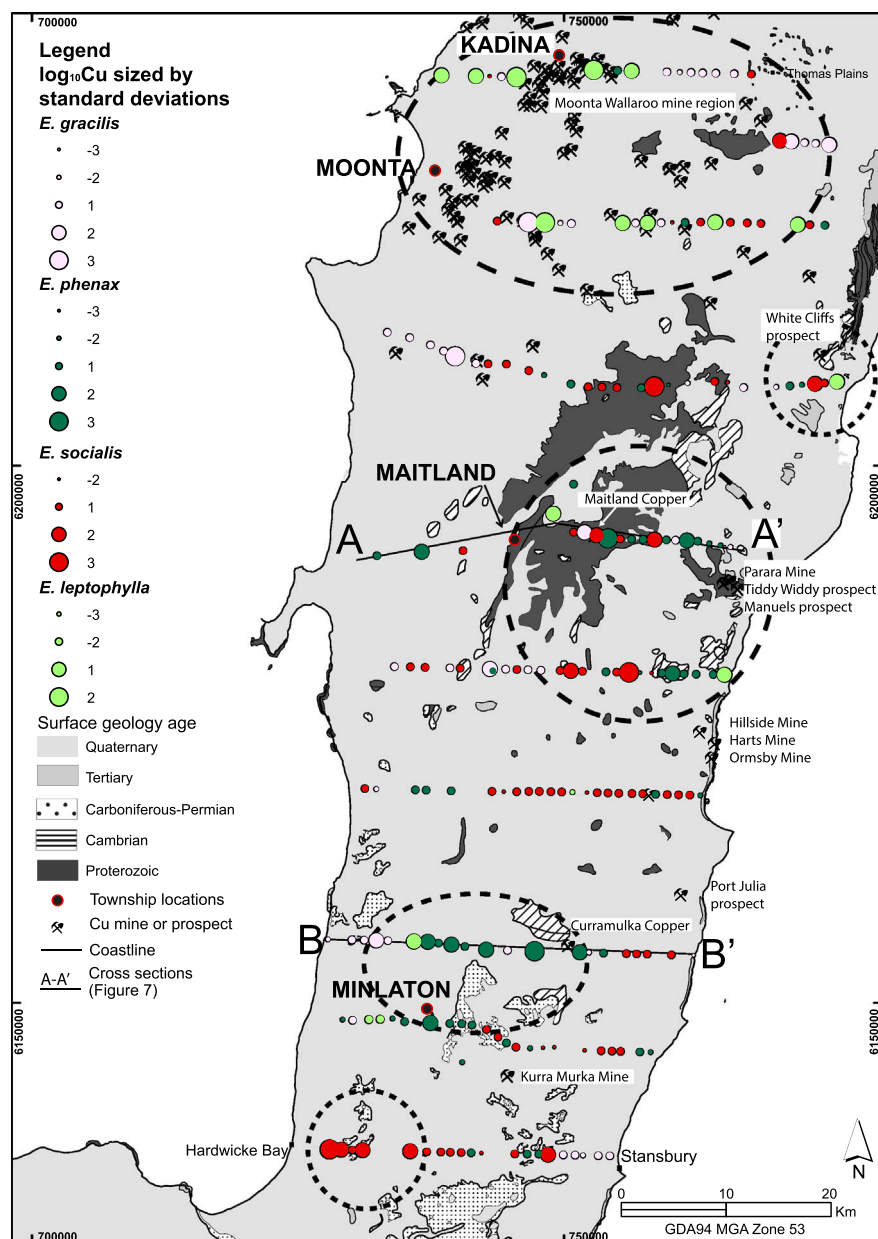 700000
750000
Legend
log₁₀Cu sized by
standard deviations
E. gracilis
-3
-2
1
2
3
E. phenax
-3
-2
1
2
3
E. socialis
-2
1
2
3
E. leptophylla
-3
-2
1
2
Surface geology age
Quaternary
Tertiary
Carboniferous-Permian
Cambrian
Proterozoic
Township locations
Cu mine or prospect
Coastline
A-A' Cross sections
(Figure 7)
KADINA
Thomas Plains
Moonta Wallaroo mine region
MOONTA
White Cliffs
prospect
6200000
6200000
MAITLAND
Maitland Copper
A
A'
Parara Mine
Tiddy Widdy prospect
Manuels prospect
Hillside Mine
Harts Mine
Ormsby Mine
Port Julia
prospect
Curramulka Copper
B
B'
MINLATON
6150000
6150000
Kurra Murka Mine
Hardwicke Bay
Stansbury
N
0
10
20
Km
GDA94 MGA Zone 53
700000
750000